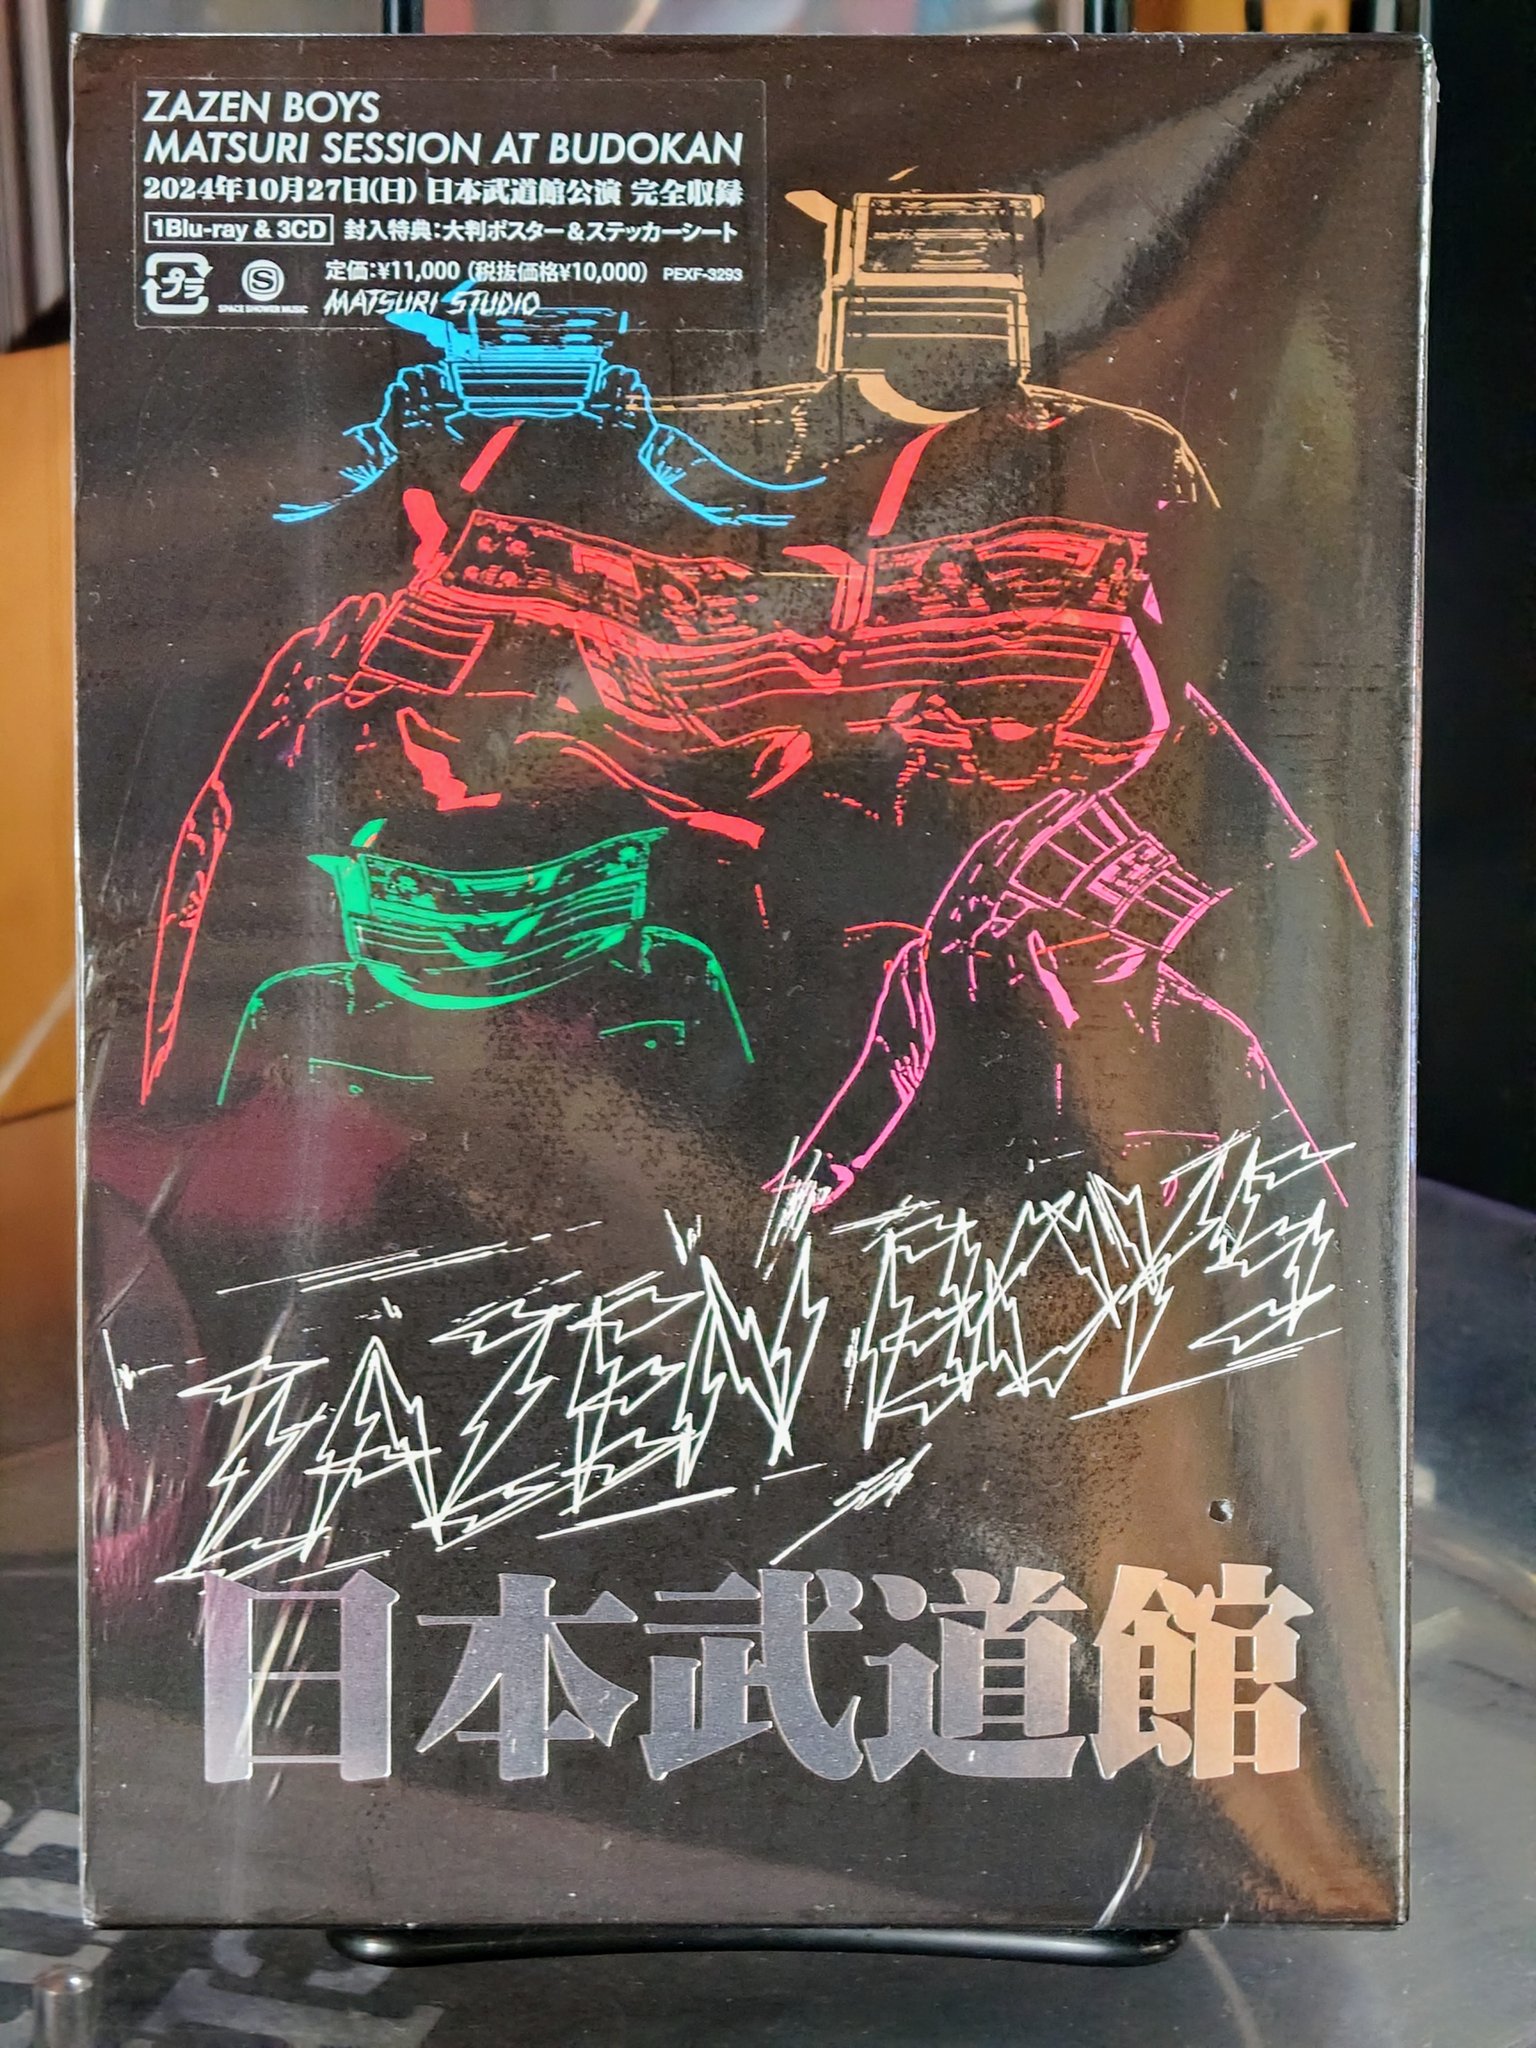 ZAZEN BOYS
MATSURI SESSION AT BUDOKAN
2024年10月27日(日) 日本武道館公演 完全収録
1Blu-ray & 3CD 封入特典:大判ポスター&ステッカーシート
定価:¥11,000 (税抜価格¥10,000) PEXF-3293
プラ S SPACE SHOWER MUSIC MATSURI STUDIO
ZAZEN BOYS
日本武道館